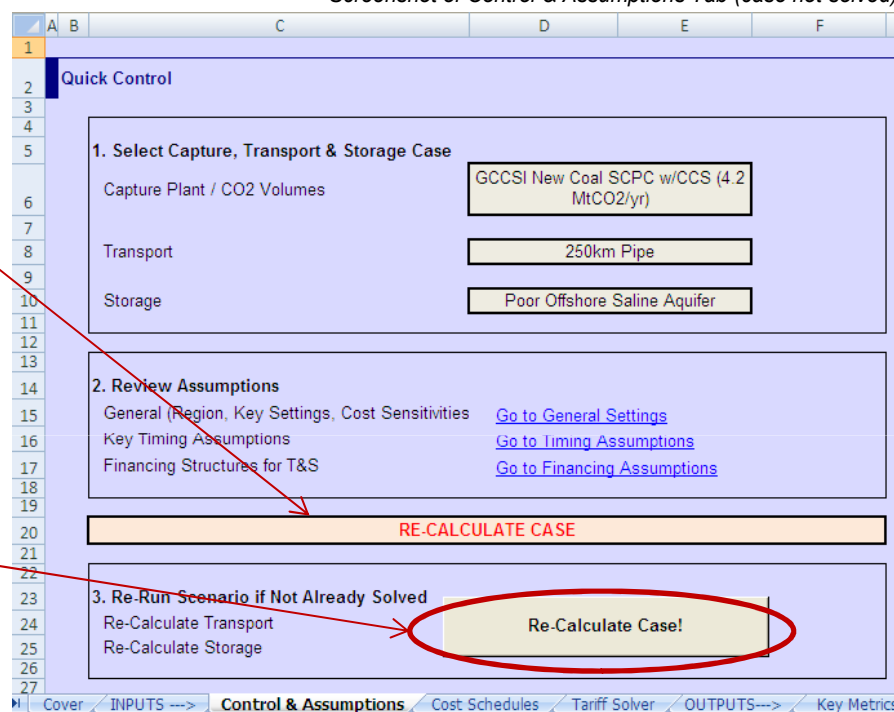 Screenshot of Control & Assumptions Tab (case not solved)
A B C D E F
1
2 Quick Control
3
4
5 1. Select Capture, Transport & Storage Case
6 Capture Plant / CO2 Volumes GCCSI New Coal SCPC w/CCS (4.2
MtCO2/yr)
7
8 Transport 250km Pipe
9
10 Storage Poor Offshore Saline Aquifer
11
12
13
14 2. Review Assumptions
15 General (Region, Key Settings, Cost Sensitivities Go to General Settings
16 Key Timing Assumptions Go to Timing Assumptions
17 Financing Structures for T&S Go to Financing Assumptions
18
19
20 RE-CALCULATE CASE
21
22
23 3. Re-Run Scenario if Not Already Solved
24 Re-Calculate Transport Re-Calculate Case!
25 Re-Calculate Storage
26
27
Cover INPUTS ---> Control & Assumptions Cost Schedules Tariff Solver OUTPUTS---> Key Metrics